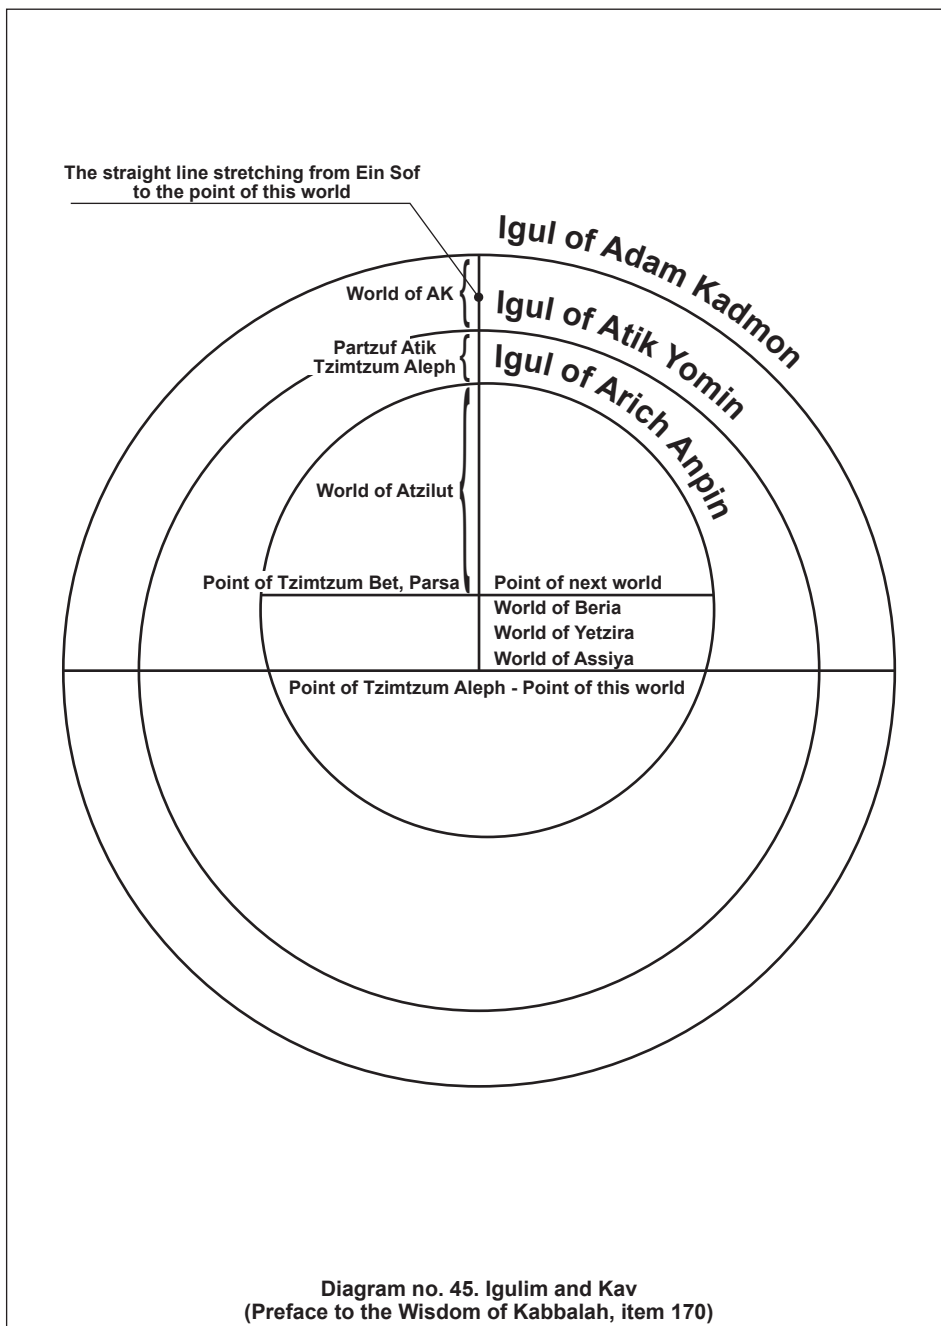 The straight line stretching from Ein Sof
to the point of this world
Igul of Adam Kadmon
World of AK
Igul of Atik Yomin
Partzuf Atik
Tzimtzum Aleph
Igul of Arich Anpin
World of Atzilut
Point of Tzimtzum Bet, Parsa
Point of next world
World of Beria
World of Yetzira
World of Assiya
Point of Tzimtzum Aleph - Point of this world
Diagram no. 45. Igulim and Kav
(Preface to the Wisdom of Kabbalah, item 170)